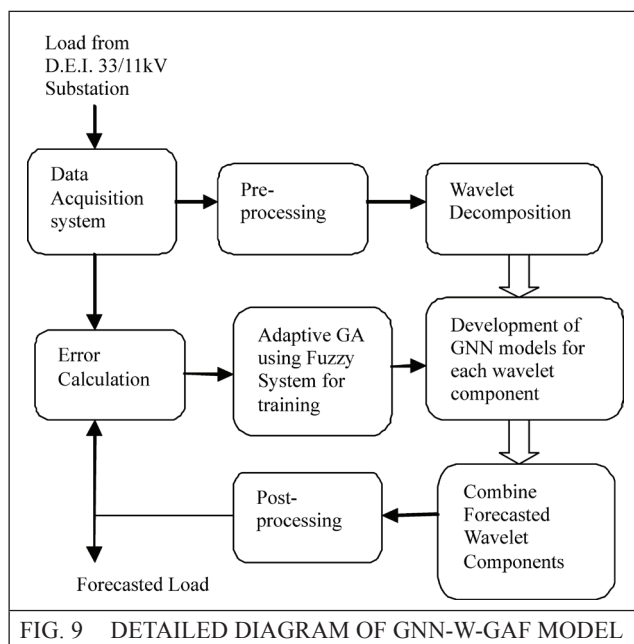 Load from
D.E.I. 33/11kV
Substation
Data
Acquisition
system
Pre-
processing
Wavelet
Decomposition
Error
Calculation
Adaptive GA
using Fuzzy
System for
training
Development of
GNN models for
each wavelet
component
Post-
processing
Combine
Forecasted
Wavelet
Components
Forecasted Load
FIG. 9 DETAILED DIAGRAM OF GNN-W-GAF MODEL